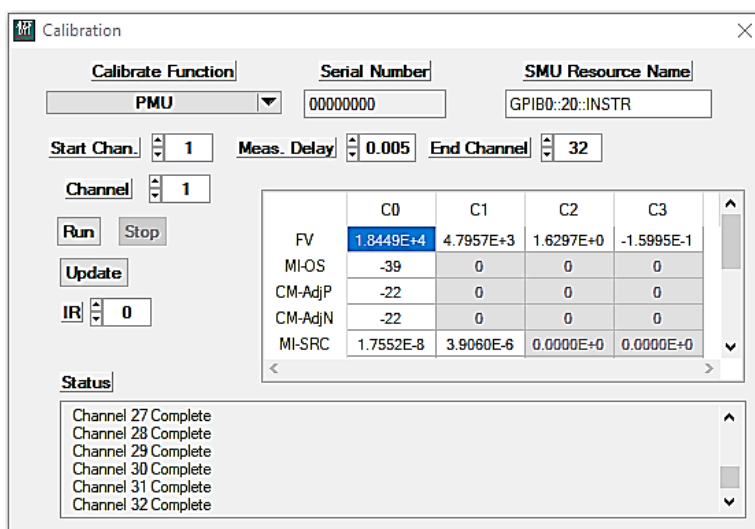 Calibration
Calibrate Function Serial Number SMU Resource Name
PMU 00000000 GPIB0::20::INSTR
Start Chan. 1 Meas. Delay 0.005 End Channel 32
Channel 1
C0 C1 C2 C3
Run Stop
FV 1.8449E+4 4.7957E+3 1.6297E+0 -1.5995E-1
MI-OS -39 0 0 0
Update
CM-AdjP -22 0 0 0
IR 0
CM-AdjN -22 0 0 0
MI-SRC 1.7552E-8 3.9060E-6 0.0000E+0 0.0000E+0
Status
Channel 27 Complete
Channel 28 Complete
Channel 29 Complete
Channel 30 Complete
Channel 31 Complete
Channel 32 Complete